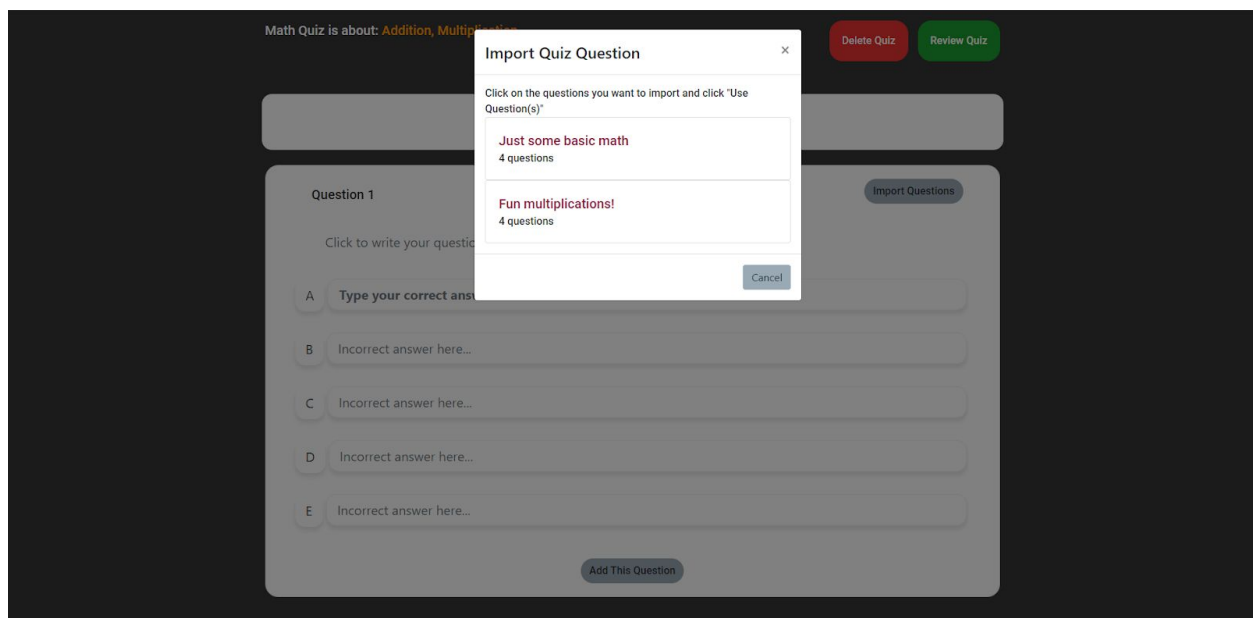 Math Quiz is about: Addition, Multiplication
Delete Quiz
Review Quiz
Import Quiz Question
×
Click on the questions you want to import and click "Use
Question(s)"
Just some basic math
4 questions
Fun multiplications!
4 questions
Cancel
Question 1
Import Questions
Click to write your questio
A
Type your correct answ
B
Incorrect answer here...
C
Incorrect answer here...
D
Incorrect answer here...
E
Incorrect answer here...
Add This Question